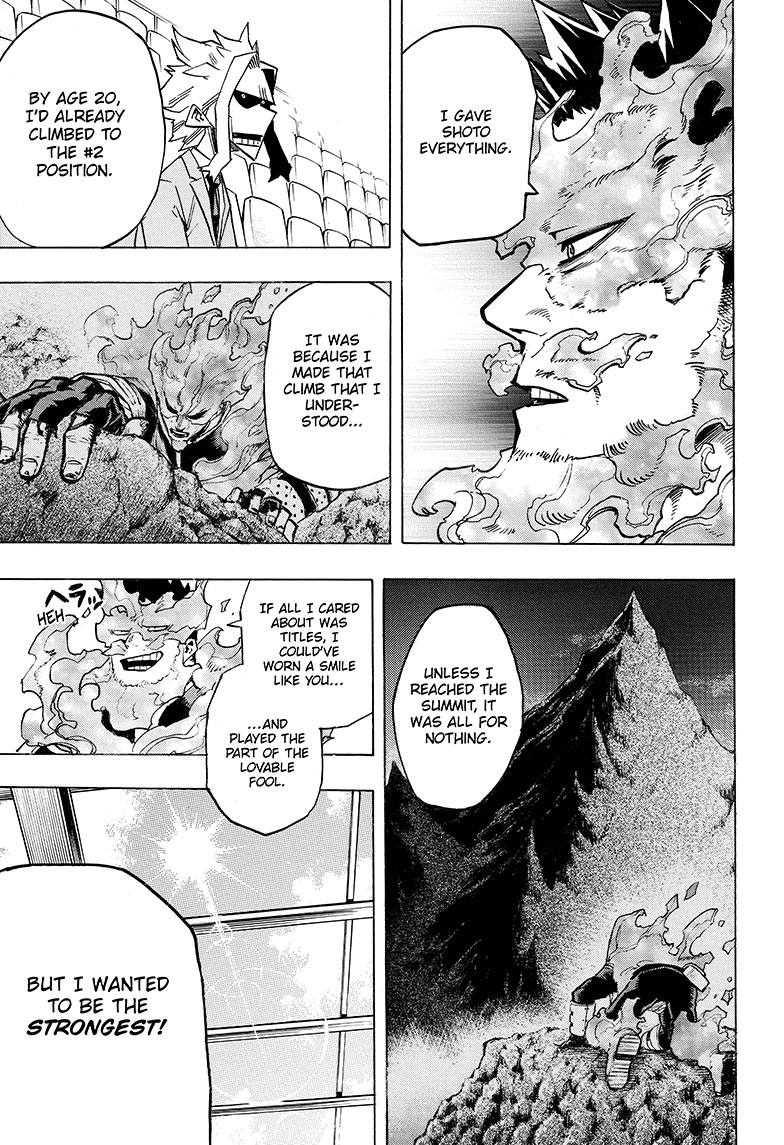 I GAVE
SHOTO
EVERYTHING.
BY AGE 20,
I'D ALREADY
CLIMBED TO
THE #2
POSITION.
IT WAS
BECAUSE I
MADE THAT
CLIMB THAT I
UNDER-
STOOD...
UNLESS I
REACHED THE
SUMMIT, IT
WAS ALL FOR
NOTHING.
IF ALL I CARED
ABOUT WAS
TITLES, I
COULD'VE
WORN A SMILE
LIKE YOU...
...AND
PLAYED THE
PART OF THE
LOVABLE
FOOL.
ヘラッ
HEH
BUT I WANTED
TO BE THE
STRONGEST!